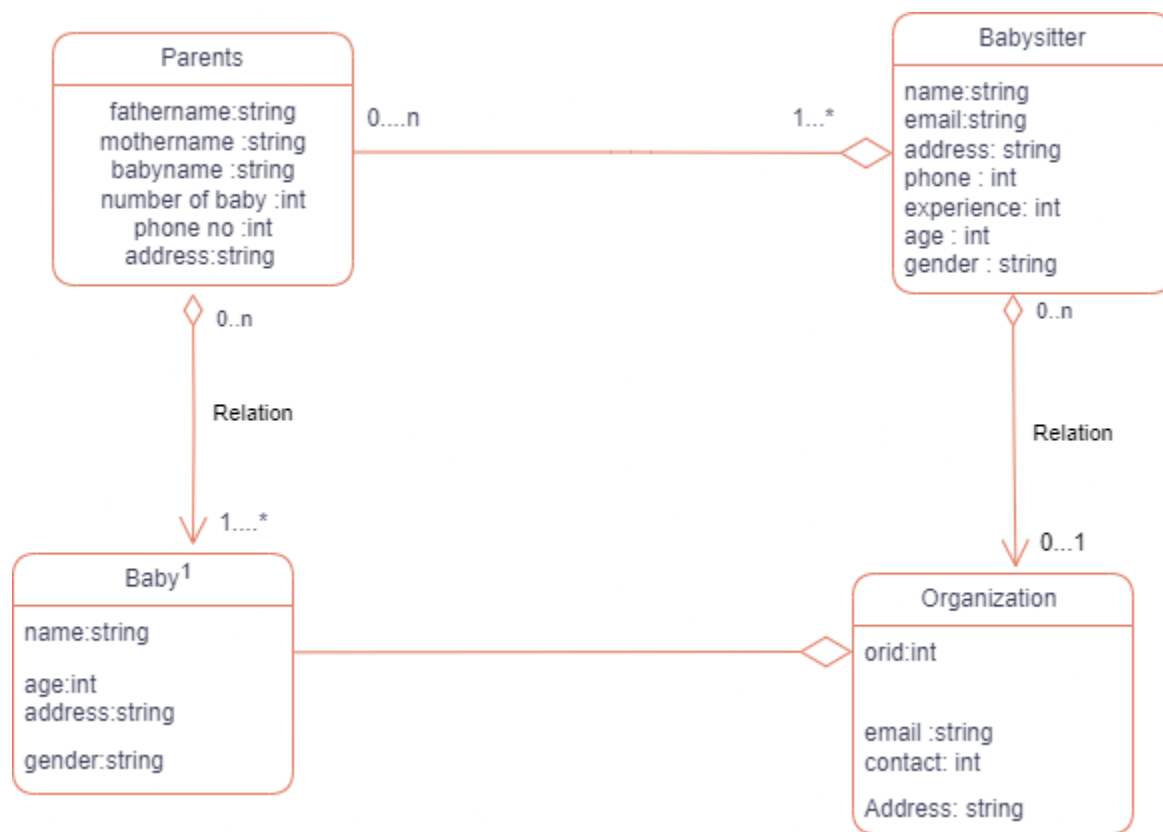 Parents
fathername:string
mothername :string
babyname :string
number of baby :int
phone no :int
address:string
0....n
1...*
Babysitter
name:string
email:string
address: string
phone : int
experience: int
age : int
gender : string
0..n
Relation
1....*
0..n
Relation
0...1
Baby1
name:string
age:int
address:string
gender:string
Organization
orid:int
email :string
contact: int
Address: string